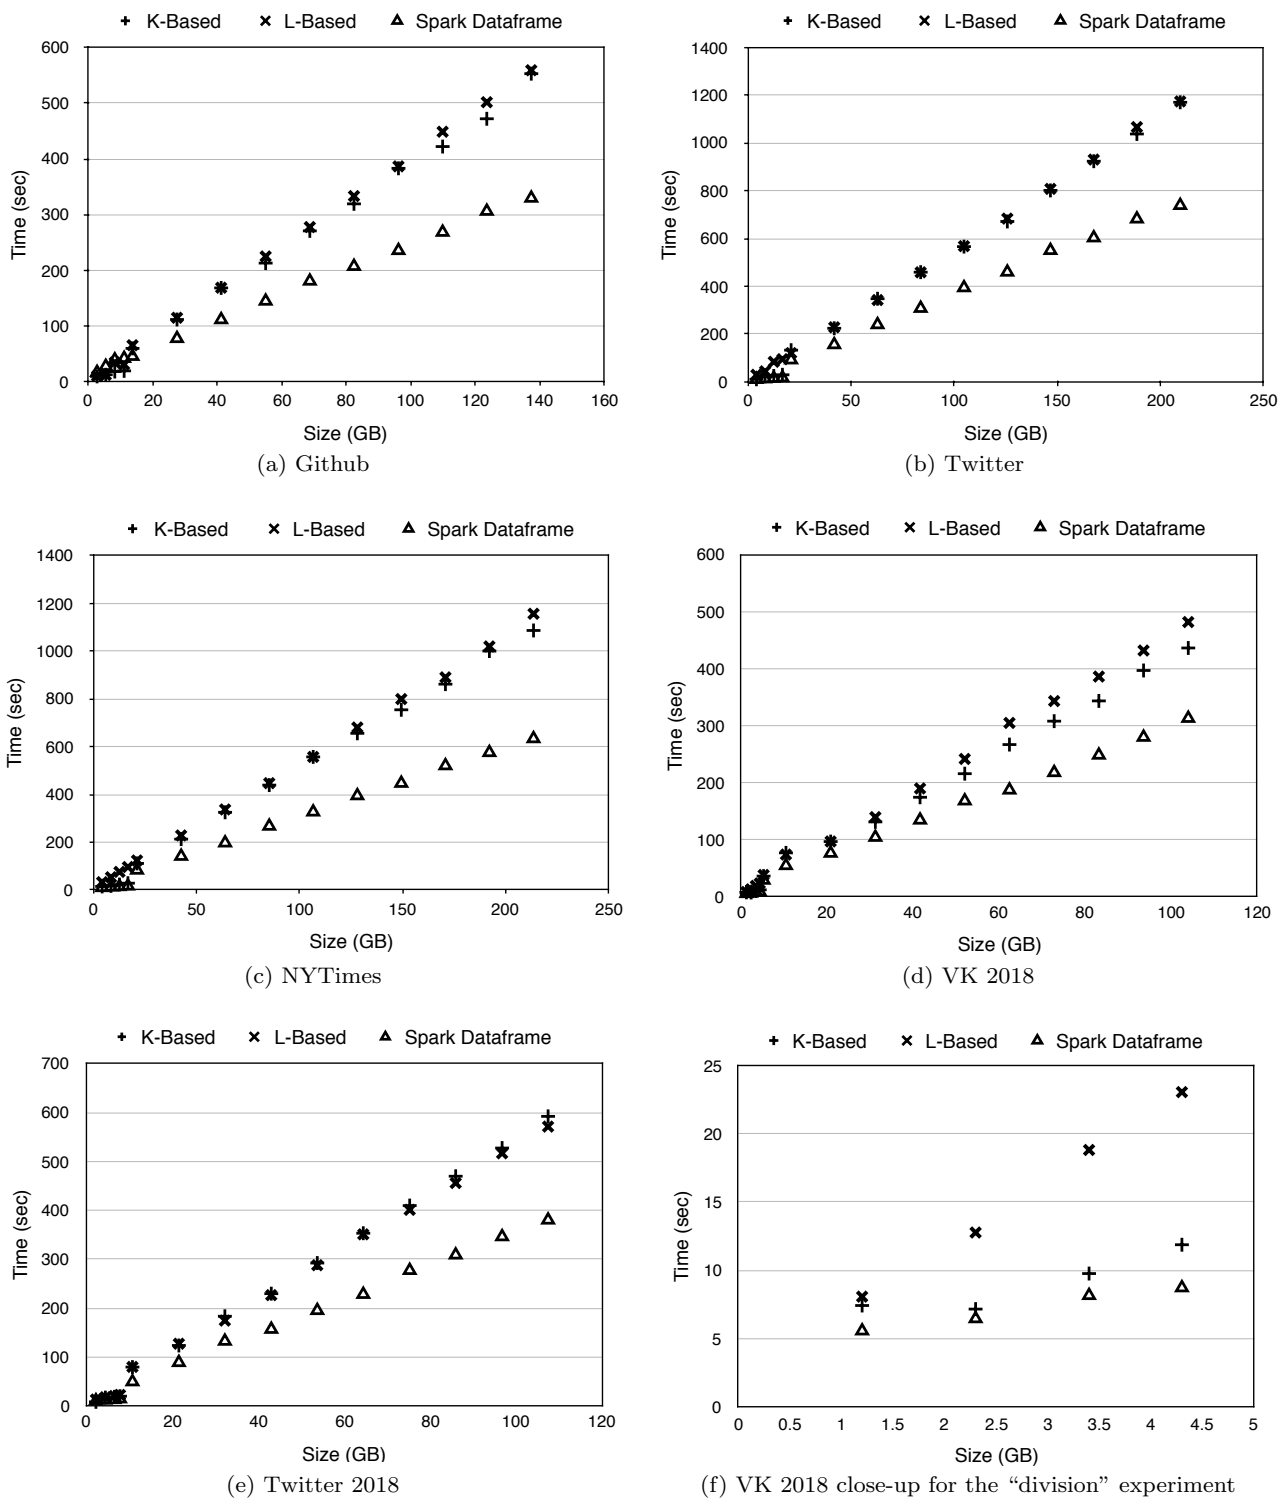 K-Based L-Based Spark Dataframe
600
500
400
300
200
100
0
Time (sec)
0 20 40 60 80 100 120 140 160
Size (GB)
(a) Github
K-Based L-Based Spark Dataframe
1400
1200
1000
800
600
400
200
0
Time (sec)
0 50 100 150 200 250
Size (GB)
(b) Twitter
K-Based L-Based Spark Dataframe
1400
1200
1000
800
600
400
200
0
Time (sec)
0 50 100 150 200 250
Size (GB)
(c) NYTimes
K-Based L-Based Spark Dataframe
600
500
400
300
200
100
0
Time (sec)
0 20 40 60 80 100 120
Size (GB)
(d) VK 2018
K-Based L-Based Spark Dataframe
700
600
500
400
300
200
100
0
Time (sec)
0 20 40 60 80 100 120
Size (GB)
(e) Twitter 2018
K-Based L-Based Spark Dataframe
25
20
15
10
5
0
Time (sec)
0 0.5 1 1.5 2 2.5 3 3.5 4 4.5 5
Size (GB)
(f) VK 2018 close-up for the “division” experiment